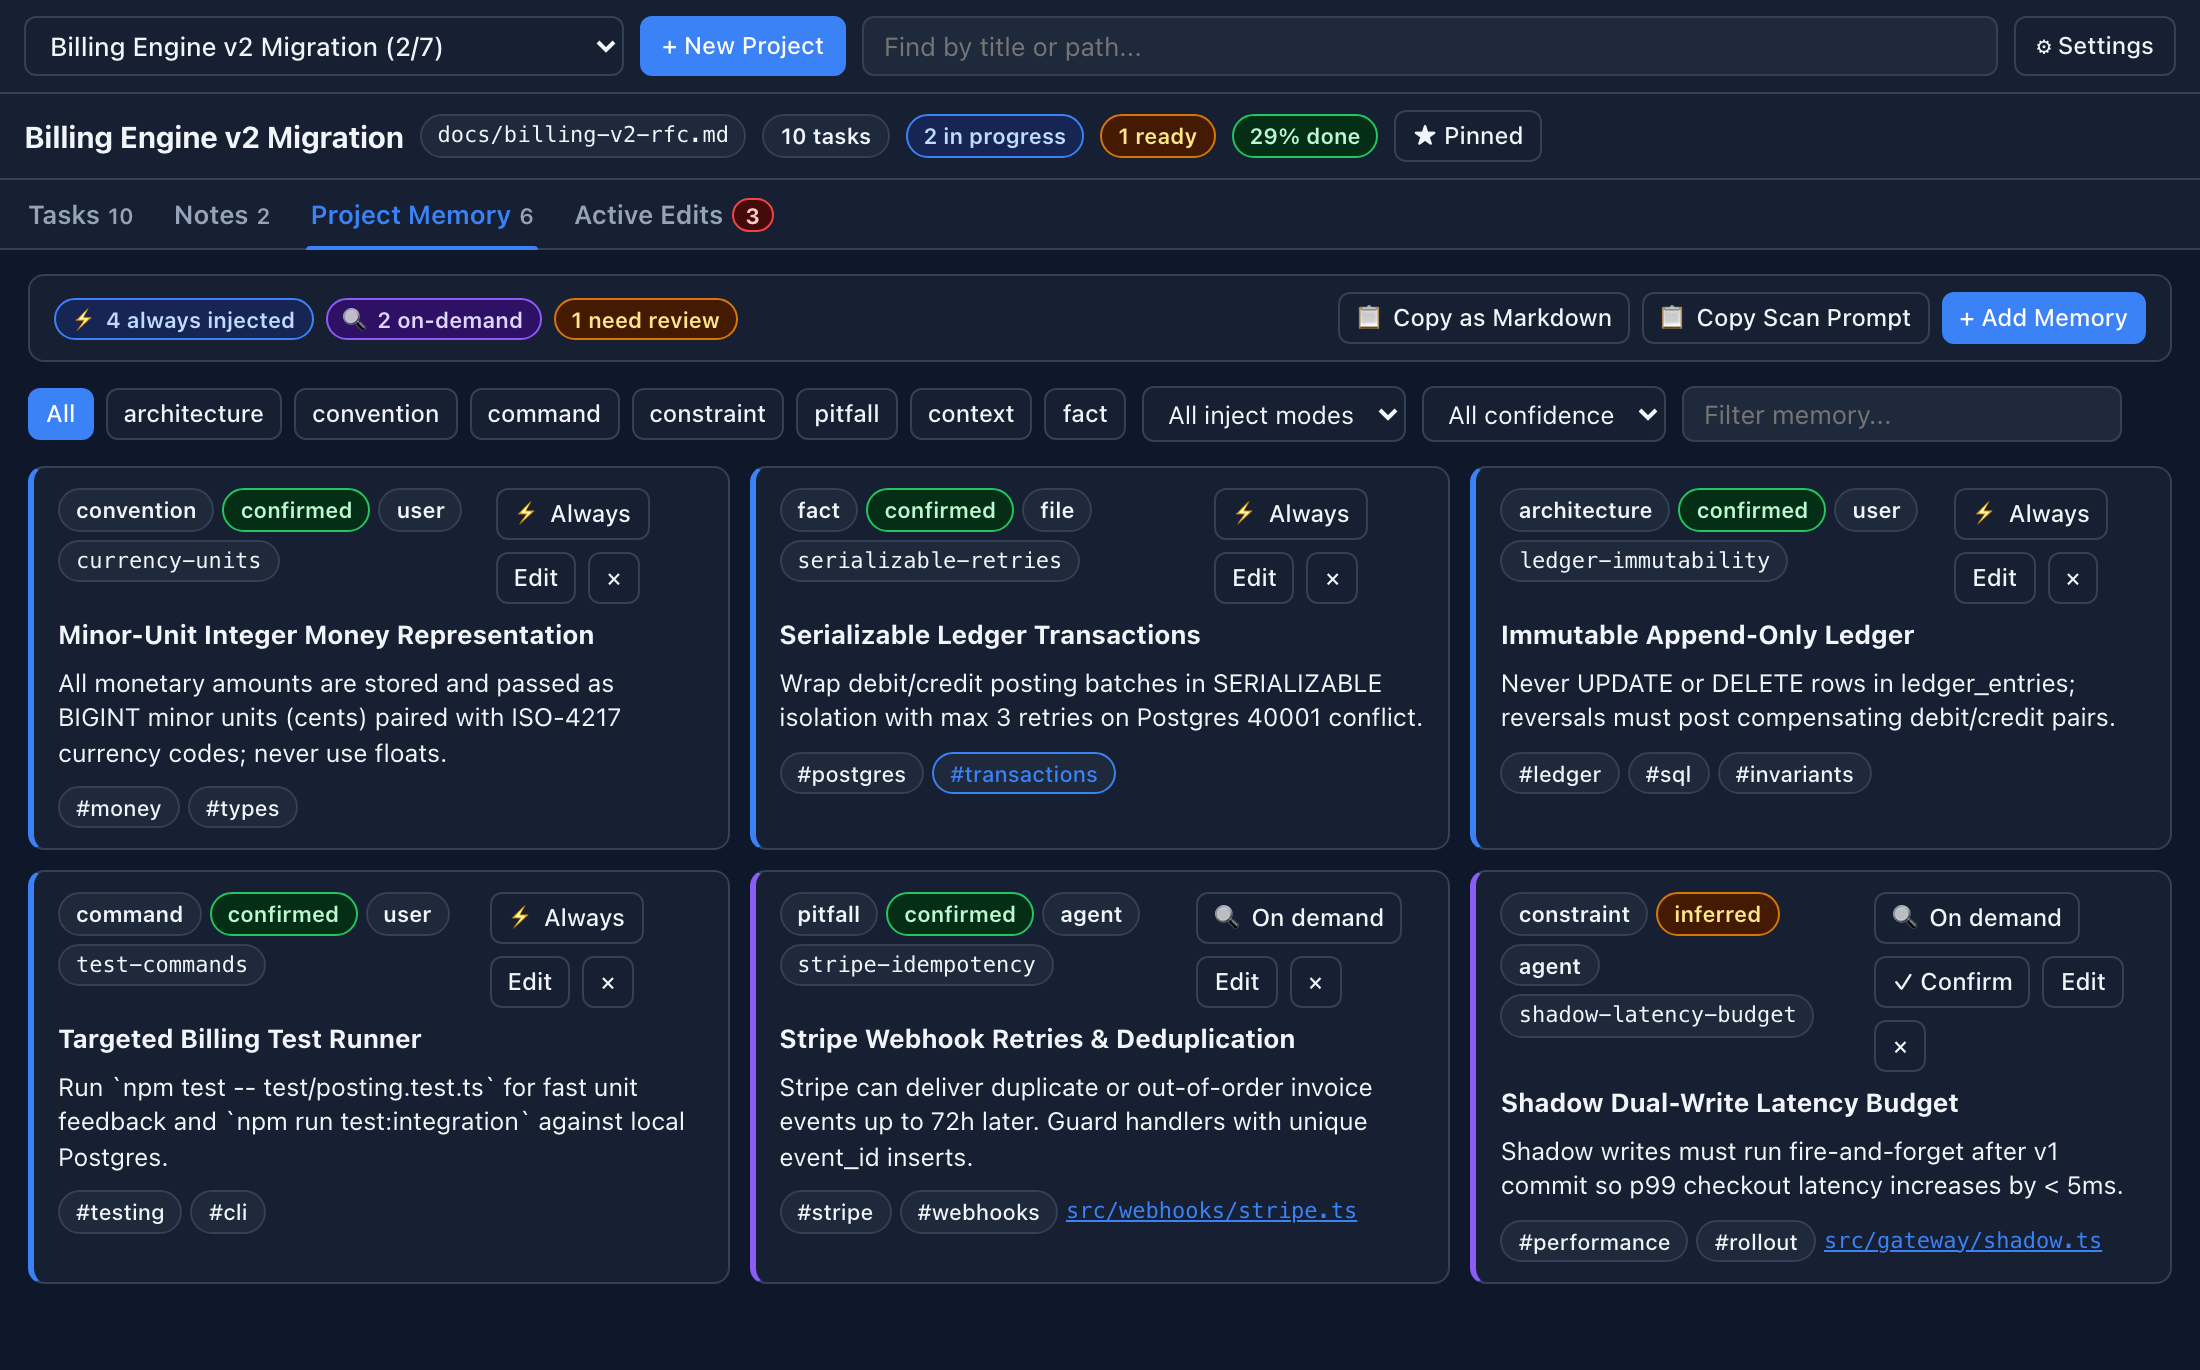 Billing Engine v2 Migration (2/7)
+ New Project
Find by title or path...
⚙ Settings
Billing Engine v2 Migration
docs/billing-v2-rfc.md
10 tasks
2 in progress
1 ready
29% done
★ Pinned
Tasks 10
Notes 2
Project Memory 6
Active Edits 3
⚡ 4 always injected
🔍 2 on-demand
1 need review
📋 Copy as Markdown
📋 Copy Scan Prompt
+ Add Memory
All
architecture
convention
command
constraint
pitfall
context
fact
All inject modes
All confidence
Filter memory...
convention confirmed user
currency-units
⚡ Always
Edit ×
Minor-Unit Integer Money Representation
All monetary amounts are stored and passed as
BIGINT minor units (cents) paired with ISO-4217
currency codes; never use floats.
#money #types
fact confirmed file
serializable-retries
⚡ Always
Edit ×
Serializable Ledger Transactions
Wrap debit/credit posting batches in SERIALIZABLE
isolation with max 3 retries on Postgres 40001 conflict.
#postgres #transactions
architecture confirmed user
ledger-immutability
⚡ Always
Edit ×
Immutable Append-Only Ledger
Never UPDATE or DELETE rows in ledger_entries;
reversals must post compensating debit/credit pairs.
#ledger #sql #invariants
command confirmed user
test-commands
⚡ Always
Edit ×
Targeted Billing Test Runner
Run `npm test -- test/posting.test.ts` for fast unit
feedback and `npm run test:integration` against local
Postgres.
#testing #cli
pitfall confirmed agent
stripe-idempotency
🔍 On demand
Edit ×
Stripe Webhook Retries & Deduplication
Stripe can deliver duplicate or out-of-order invoice
events up to 72h later. Guard handlers with unique
event_id inserts.
#stripe #webhooks src/webhooks/stripe.ts
constraint inferred
agent
shadow-latency-budget
🔍 On demand
✓ Confirm Edit
×
Shadow Dual-Write Latency Budget
Shadow writes must run fire-and-forget after v1
commit so p99 checkout latency increases by < 5ms.
#performance #rollout src/gateway/shadow.ts